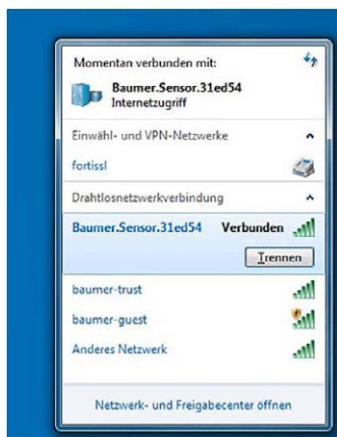 Momentan verbunden mit:
Baumer.Sensor.31ed54
Internetzugriff
Einwähl- und VPN-Netzwerke
fortissl
Drahtlosnetzwerkverbindung
Baumer.Sensor.31ed54 Verbunden
Trennen
baumer-trust
baumer-guest
Anderes Netzwerk
Netzwerk- und Freigabecenter öffnen